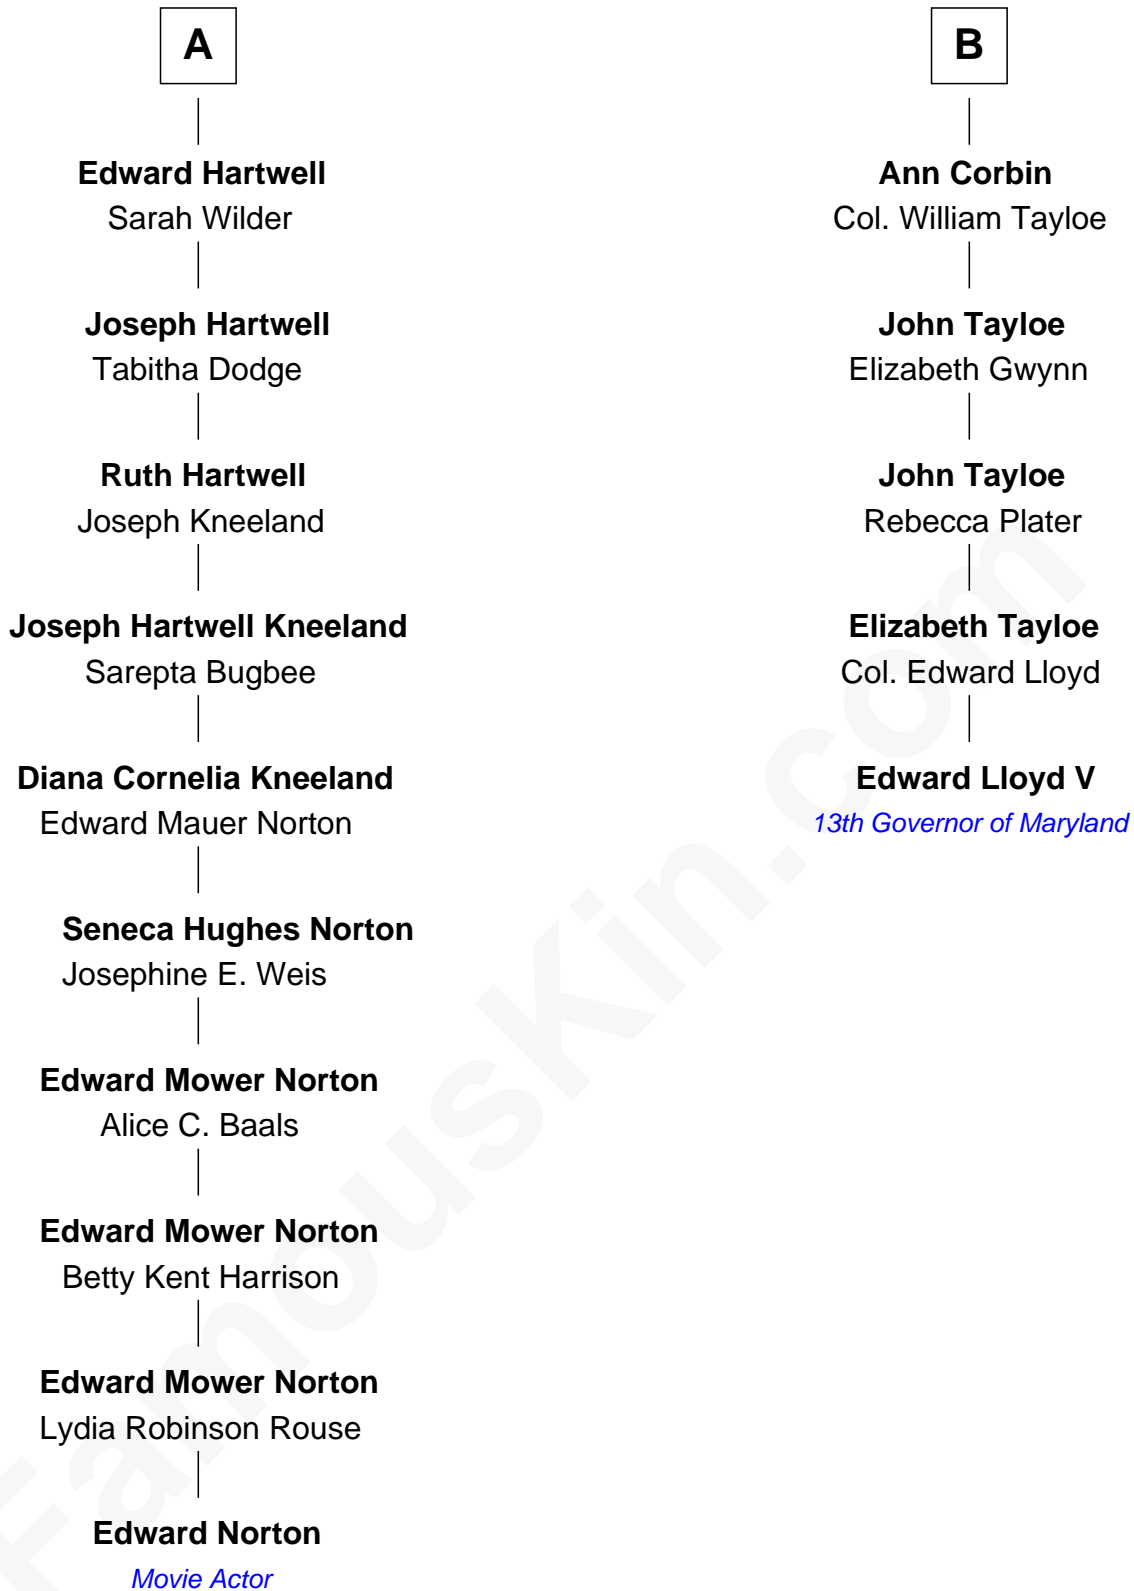 A
Edward Hartwell
Sarah Wilder
Joseph Hartwell
Tabitha Dodge
Ruth Hartwell
Joseph Kneeland
Joseph Hartwell Kneeland
Sarepta Bugbee
Diana Cornelia Kneeland
Edward Mauer Norton
Seneca Hughes Norton
Josephine E. Weis
Edward Mower Norton
Alice C. Baals
Edward Mower Norton
Betty Kent Harrison
Edward Mower Norton
Lydia Robinson Rouse
Edward Norton
Movie Actor
B
Ann Corbin
Col. William Tayloe
John Tayloe
Elizabeth Gwynn
John Tayloe
Rebecca Plater
Elizabeth Tayloe
Col. Edward Lloyd
Edward Lloyd V
13th Governor of Maryland
FamousKin.com